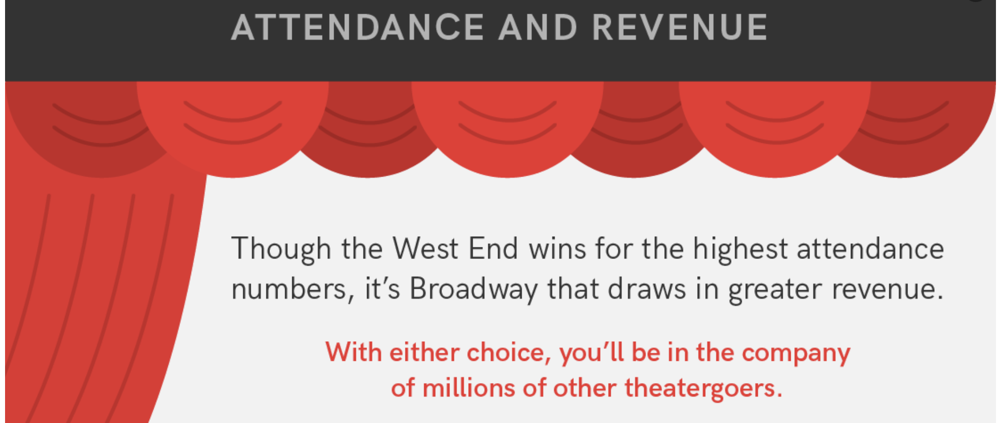 ATTENDANCE AND REVENUE
Though the West End wins for the highest attendance
numbers, it’s Broadway that draws in greater revenue.
With either choice, you’ll be in the company
of millions of other theatergoers.